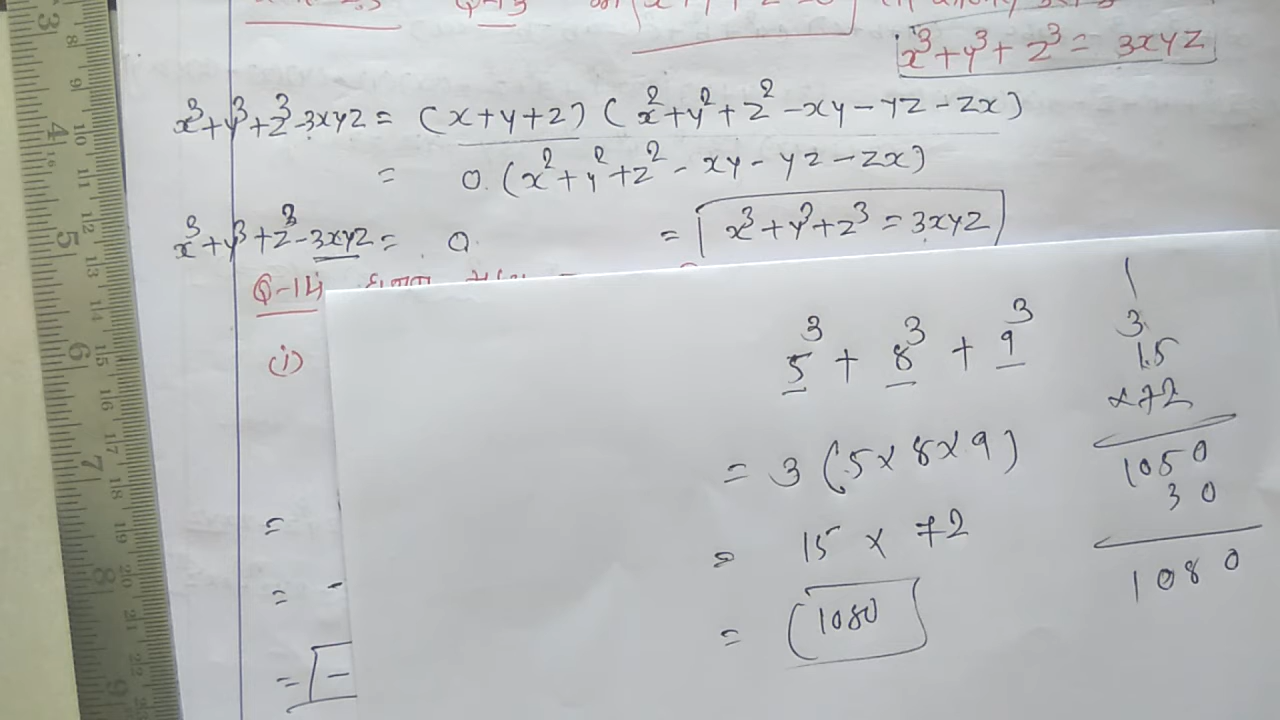 x³+y³+z³ = 3xyz
x³+y³+z³-3xyz = (x+y+z) (x²+y²+z²-xy-yz-zx)
= 0. (x²+y²+z²-xy-yz-zx)
x³+y³+z³-3xyz = 0. = x³+y³+z³ = 3xyz
Q-14
(i)
5³ + 8³ + 9³
= 3 (5×8×9)
= 15 × 72
= 1080
1
3
15
×72
1050
30
1080
=
= -
= -